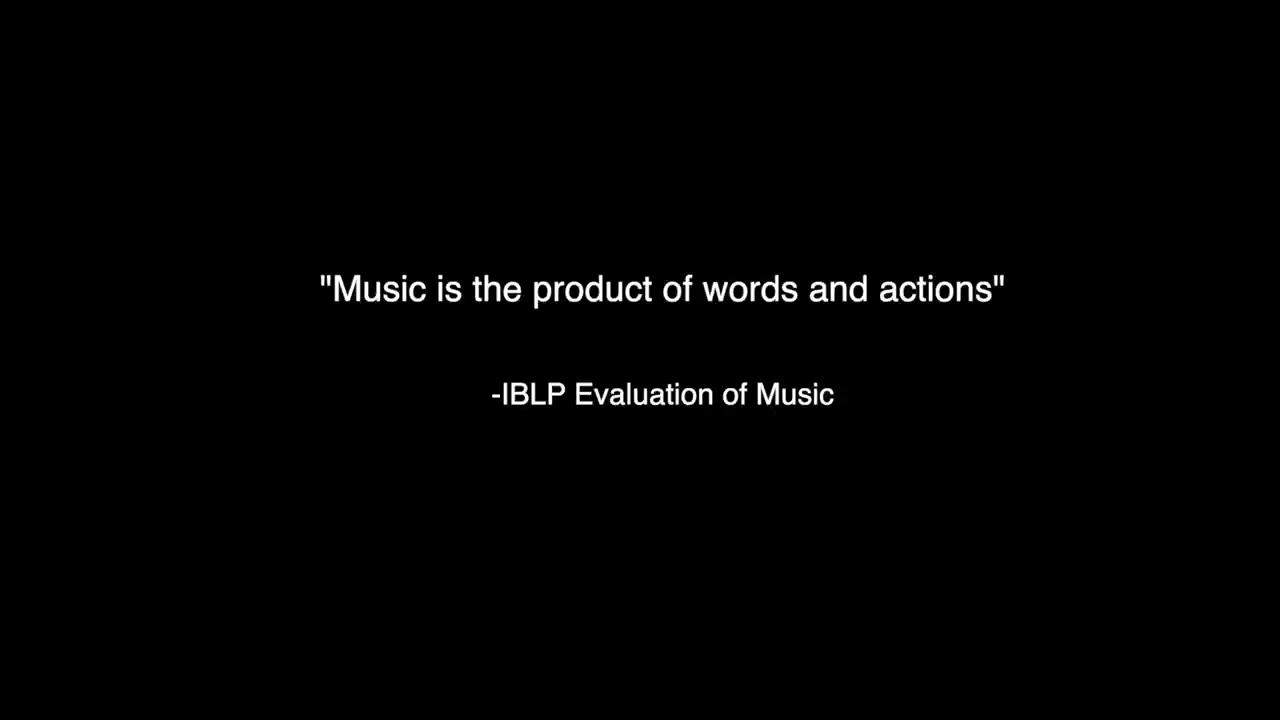 "Music is the product of words and actions"
-IBLP Evaluation of Music